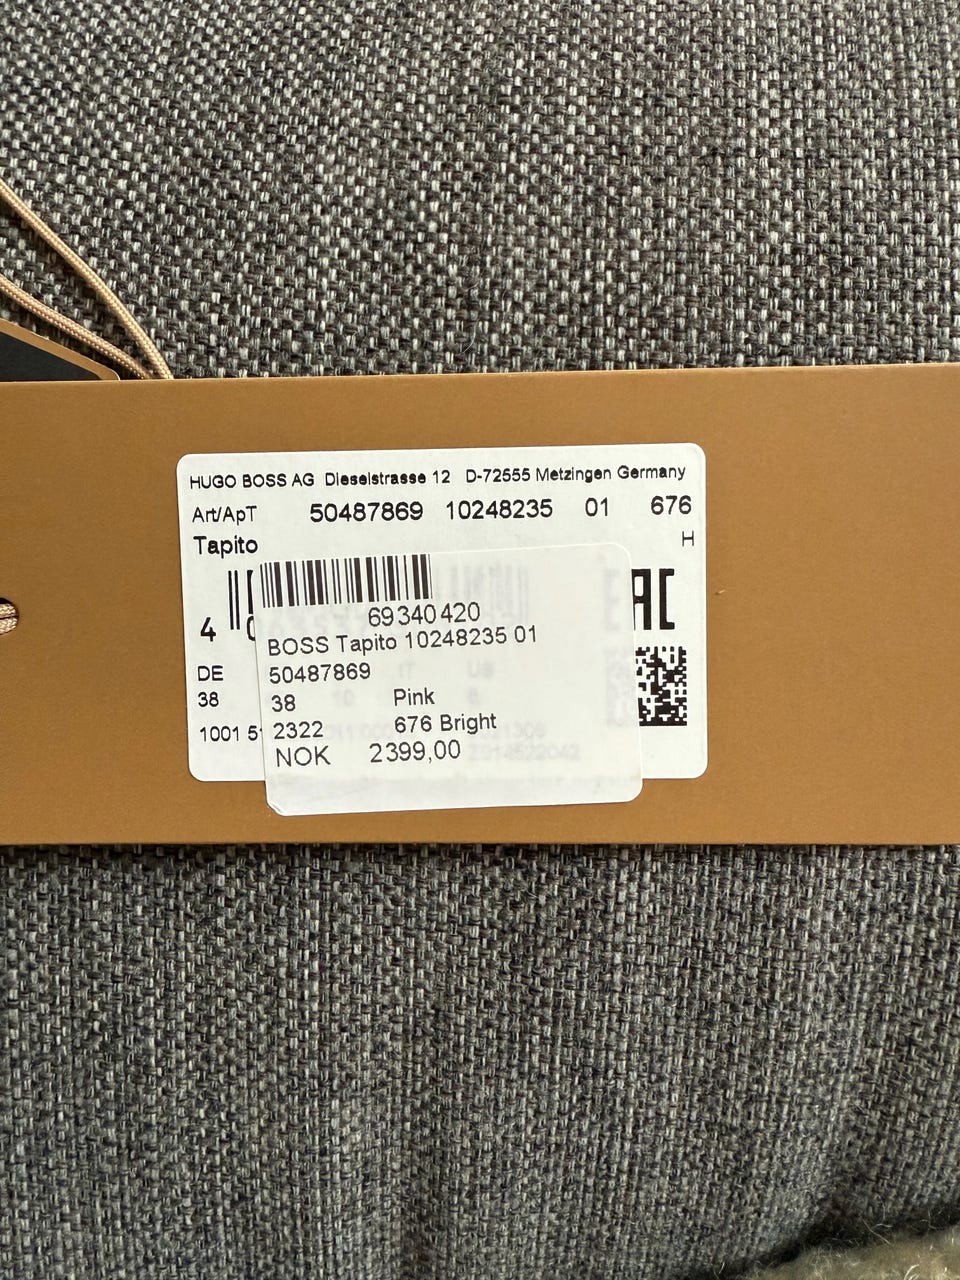 HUGO BOSS AG Dieselstrasse 12 D-72555 Metzingen Germany
Art/ApT 50487869 10248235 01 676
Tapito H
4
69340420
BOSS Tapito 10248235 01
DE 50487869
38 38 Pink
1001 2322 676 Bright
NOK 2399,00